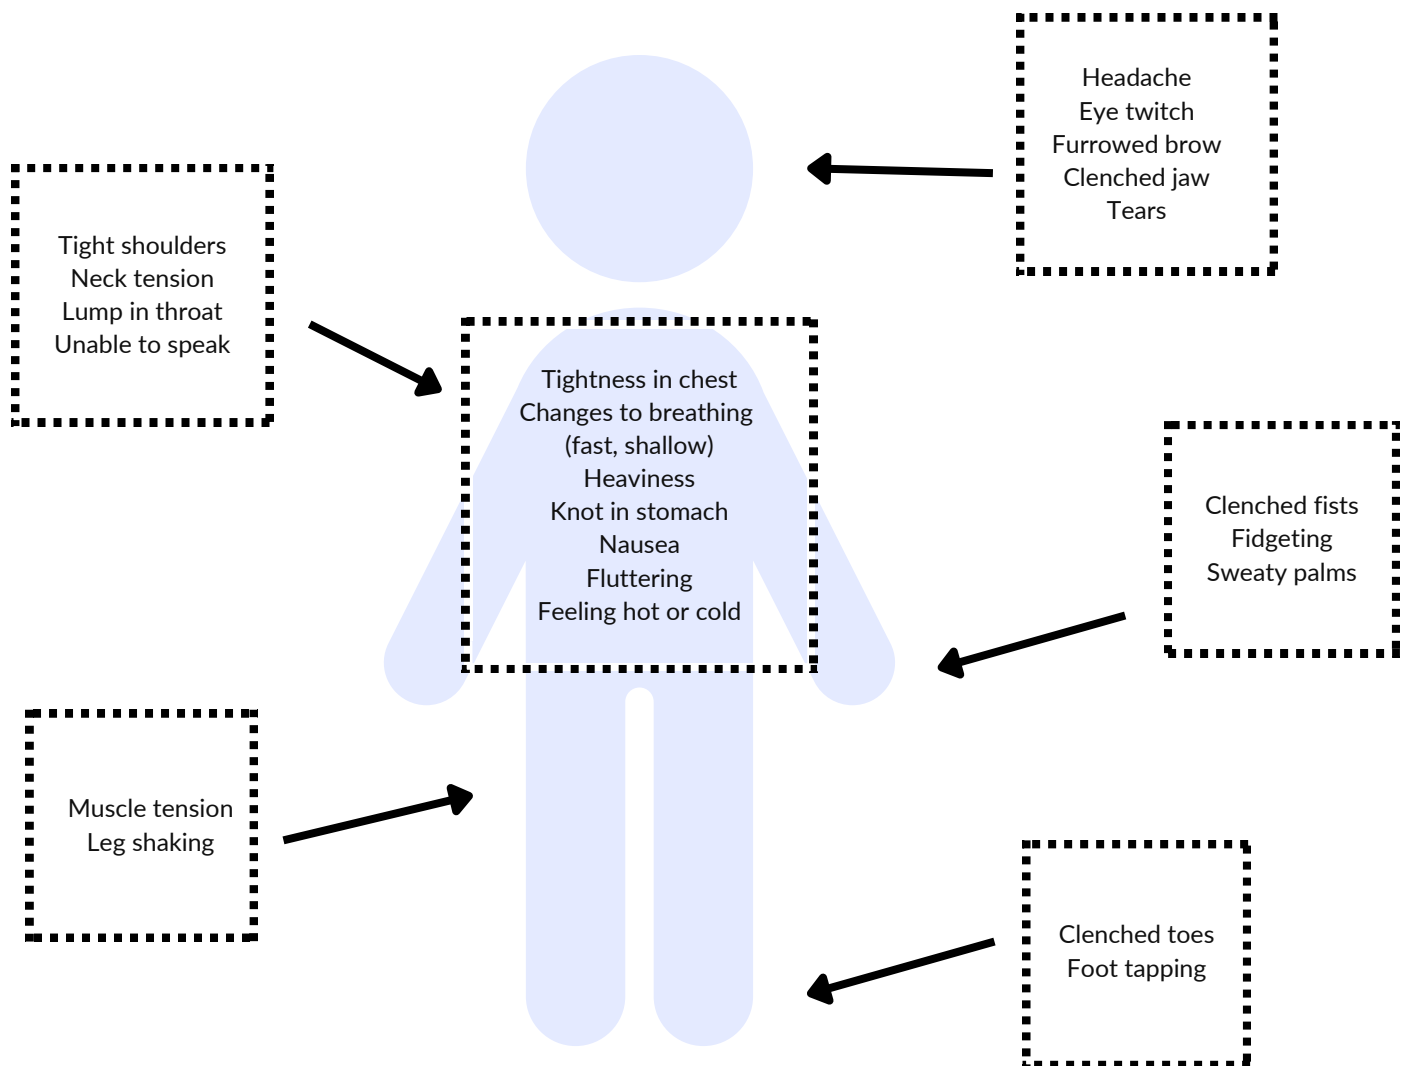 Headache
Eye twitch
Furrowed brow
Clenched jaw
Tears
Tight shoulders
Neck tension
Lump in throat
Unable to speak
Tightness in chest
Changes to breathing
(fast, shallow)
Heaviness
Knot in stomach
Nausea
Fluttering
Feeling hot or cold
Clenched fists
Fidgeting
Sweaty palms
Muscle tension
Leg shaking
Clenched toes
Foot tapping